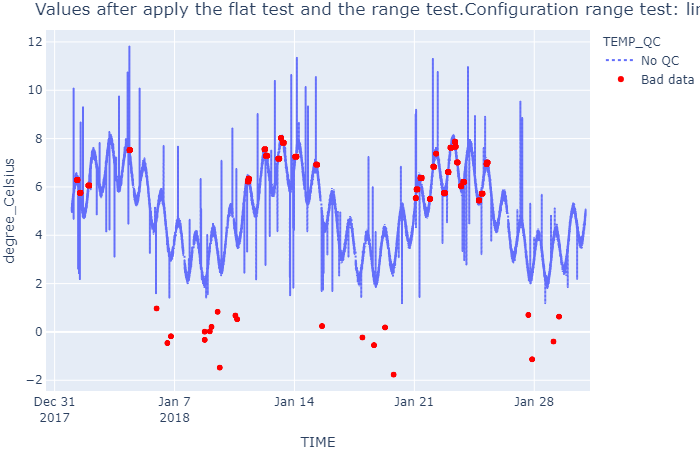 Values after apply the flat test and the range test.Configuration range test: lir
TEMP_QC
No QC
Bad data
12
10
8
6
4
2
0
−2
degree_Celsius
Dec 31
2017
Jan 7
2018
Jan 14
Jan 21
Jan 28
TIME